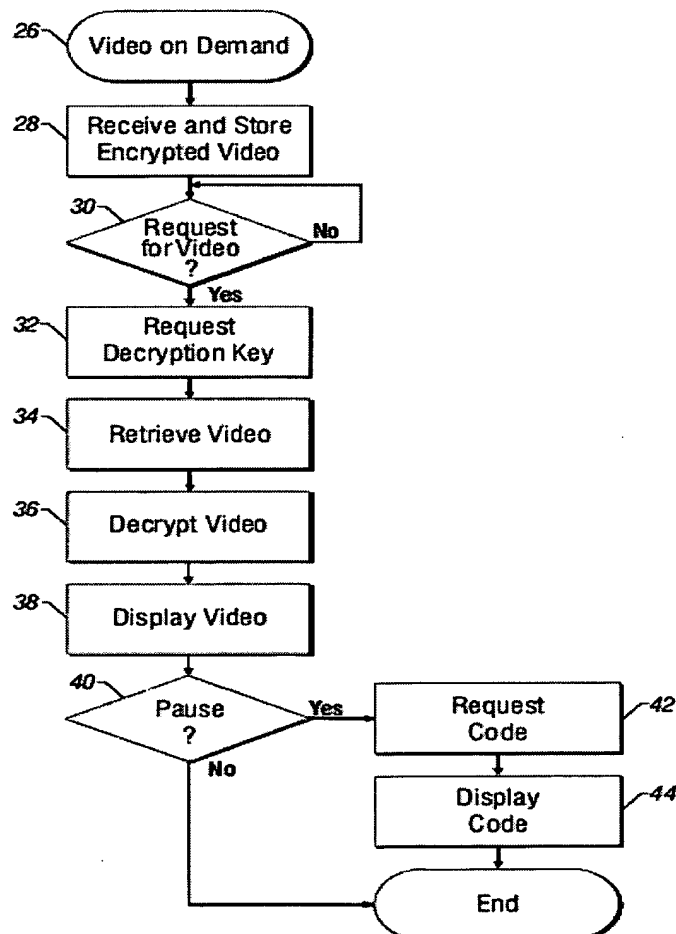 26
Video on Demand
28
Receive and Store
Encrypted Video
30
Request
for Video
?
No
Yes
32
Request
Decryption Key
34
Retrieve Video
36
Decrypt Video
38
Display Video
40
Pause
?
Yes
No
Request
Code
42
Display
Code
44
End